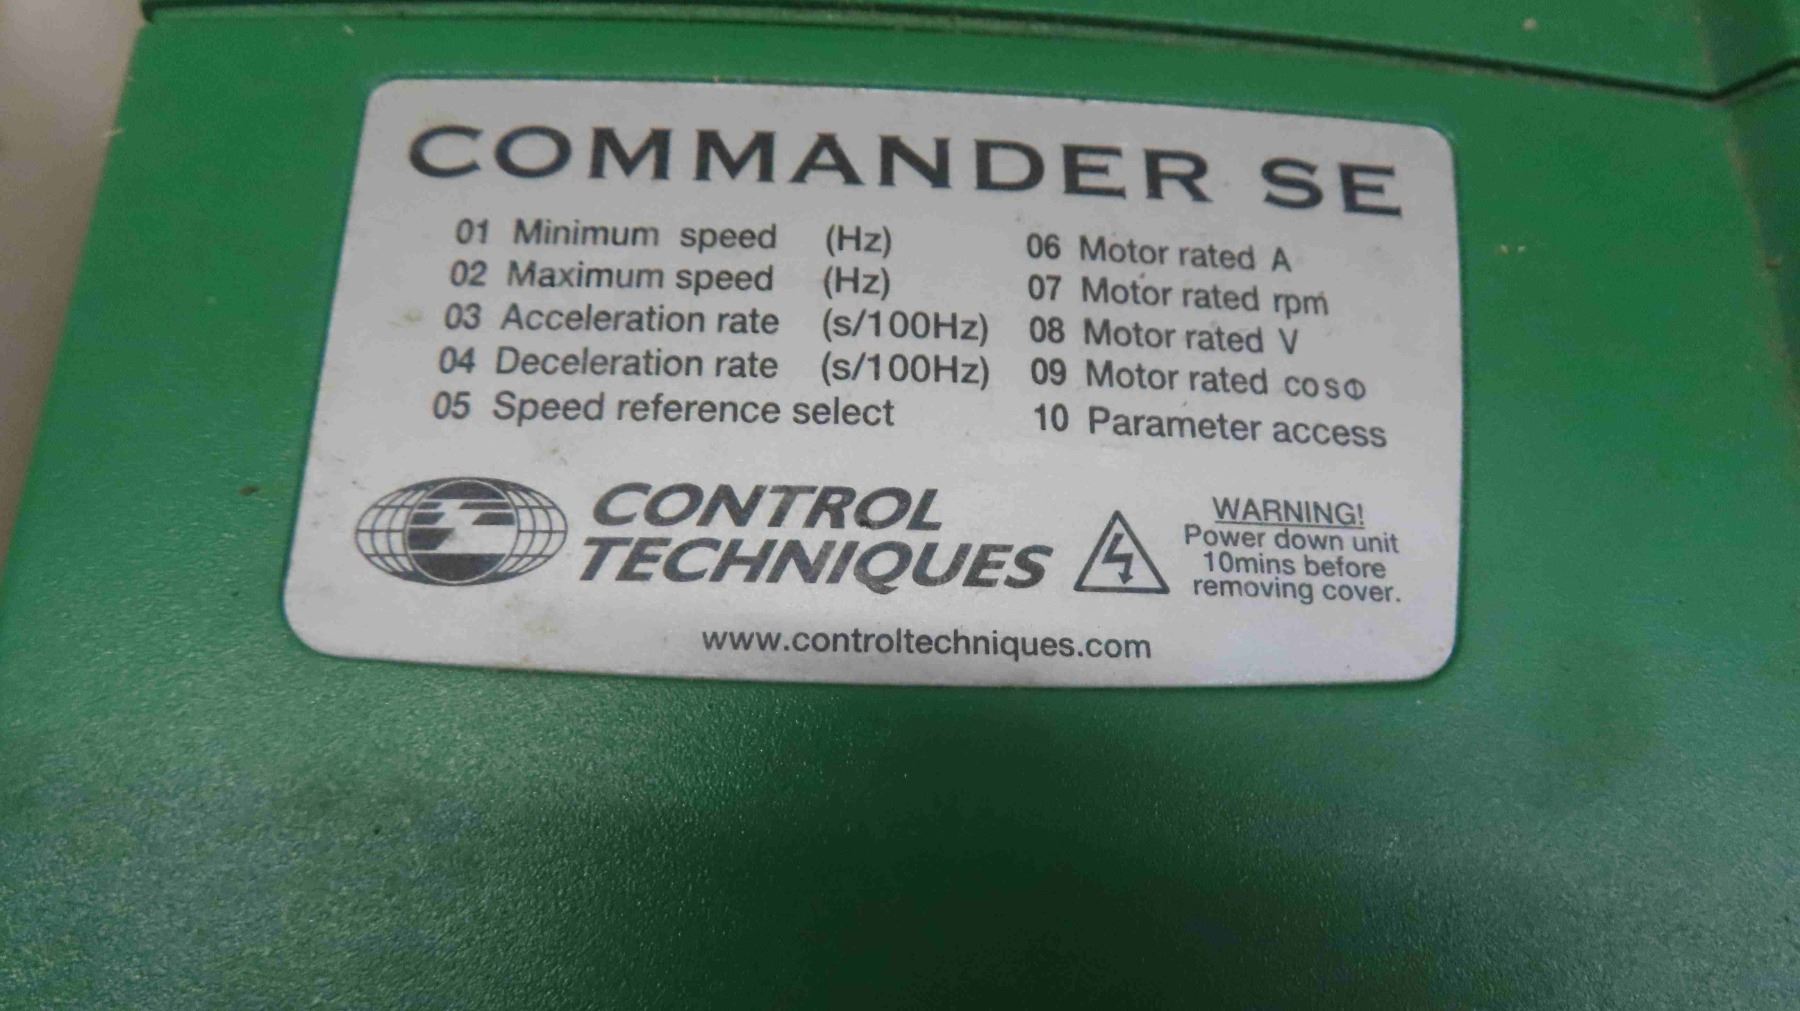 COMMANDER SE
01 Minimum speed (Hz)
02 Maximum speed (Hz)
03 Acceleration rate (s/100Hz)
04 Deceleration rate (s/100Hz)
05 Speed reference select
06 Motor rated A
07 Motor rated rpm
08 Motor rated V
09 Motor rated cosΦ
10 Parameter access
CONTROL
TECHNIQUES
WARNING!
Power down unit
10mins before
removing cover.
www.controltechniques.com